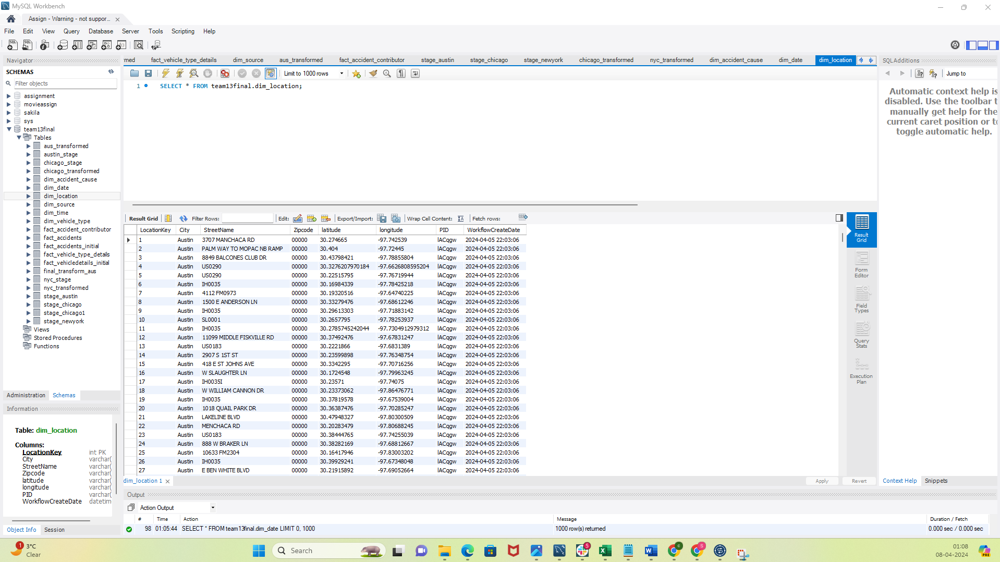 MySQL Workbench
Assign - Warning - not suppor...
File Edit View Query Database Server Tools Scripting Help
Navigator
SCHEMAS
Filter objects
assignment
movieassign
sakila
sys
team13final
Tables
aus_transformed
austin_stage
chicago_stage
chicago_transformed
dim_accident_cause
dim_date
dim_location
dim_source
dim_time
dim_vehicle_type
fact_accident_contributor
fact_accidents
fact_accidents_initial
fact_vehicle_type_details
fact_vehicledetails_initial
final_transform_aus
nyc_stage
nyc_transformed
stage_austin
stage_chicago
stage_chicago1
stage_newyork
Views
Stored Procedures
Functions
Administration Schemas
Information
Table: dim_location
Columns:
LocationKey int PK
City varchar(
StreetName varchar(
Zipcode varchar(
latitude varchar(
longitude varchar(
PID varchar(
WorkflowCreateDate datetim
Object Info Session
med fact_vehicle_type_details dim_source aus_transformed fact_accident_contributor stage_austin stage_chicago stage_newyork chicago_transformed nyc_transformed dim_accident_cause dim_date dim_location
Limit to 1000 rows
1 SELECT * FROM team13final.dim_location;
Result Grid Filter Rows: Edit: Export/Import: Wrap Cell Content: Fetch rows:
LocationKey City StreetName Zipcode latitude longitude PID WorkflowCreateDate
1 Austin 3707 MANCHACA RD 00000 30.274665 -97.742539 lACqgw 2024-04-05 22:03:06
2 Austin PALM WAY TO MOPAC NB RAMP 00000 30.404 -97.72445 lACqgw 2024-04-05 22:03:06
3 Austin 8849 BALCONES CLUB DR 00000 30.43798421 -97.78855804 lACqgw 2024-04-05 22:03:06
4 Austin US0290 00000 30.3276207970184 -97.6626808595204 lACqgw 2024-04-05 22:03:06
5 Austin US0290 00000 30.22515795 -97.76719944 lACqgw 2024-04-05 22:03:06
6 Austin IH0035 00000 30.16984339 -97.78425218 lACqgw 2024-04-05 22:03:06
7 Austin 4112 FM0973 00000 30.19320516 -97.64740225 lACqgw 2024-04-05 22:03:06
8 Austin 1500 E ANDERSON LN 00000 30.33279476 -97.68612246 lACqgw 2024-04-05 22:03:06
9 Austin IH0035 00000 30.29613303 -97.71883142 lACqgw 2024-04-05 22:03:06
10 Austin SL0001 00000 30.2657795 -97.78253937 lACqgw 2024-04-05 22:03:06
11 Austin IH0035 00000 30.2785745242044 -97.7304912979312 lACqgw 2024-04-05 22:03:06
12 Austin 11099 MIDDLE FISKVILLE RD 00000 30.37492476 -97.67831247 lACqgw 2024-04-05 22:03:06
13 Austin US0183 00000 30.2221866 -97.6831389 lACqgw 2024-04-05 22:03:06
14 Austin 2907 S 1ST ST 00000 30.23599898 -97.76348754 lACqgw 2024-04-05 22:03:06
15 Austin 418 E ST JOHNS AVE 00000 30.3342295 -97.70716256 lACqgw 2024-04-05 22:03:06
16 Austin W SLAUGHTER LN 00000 30.1724548 -97.79963245 lACqgw 2024-04-05 22:03:06
17 Austin IH0035I 00000 30.23571 -97.74075 lACqgw 2024-04-05 22:03:06
18 Austin W WILLIAM CANNON DR 00000 30.23373062 -97.86476771 lACqgw 2024-04-05 22:03:06
19 Austin IH0035 00000 30.37819578 -97.67539004 lACqgw 2024-04-05 22:03:06
20 Austin 1018 QUAIL PARK DR 00000 30.36387476 -97.70285247 lACqgw 2024-04-05 22:03:06
21 Austin LAKELINE BLVD 00000 30.47948327 -97.80300509 lACqgw 2024-04-05 22:03:06
22 Austin MENCHACA RD 00000 30.20283479 -97.80688245 lACqgw 2024-04-05 22:03:06
23 Austin US0183 00000 30.38444765 -97.74255039 lACqgw 2024-04-05 22:03:06
24 Austin 888 W BRAKER LN 00000 30.38282169 -97.68812667 lACqgw 2024-04-05 22:03:06
25 Austin 10633 FM2304 00000 30.16417946 -97.83003202 lACqgw 2024-04-05 22:03:06
26 Austin IH0035 00000 30.39929241 -97.67348048 lACqgw 2024-04-05 22:03:06
27 Austin E BEN WHITE BLVD 00000 30.21915892 -97.69052664 lACqgw 2024-04-05 22:03:06
Result
Grid
Form
Editor
Field
Types
Query
Stats
Execution
Plan
dim_location 1 Apply Revert
Output
Action Output
# Time Action Message Duration / Fetch
98 01:05:44 SELECT * FROM team13final.dim_date LIMIT 0, 1000 1000 row(s) returned 0.000 sec / 0.000 sec
SQLAdditions
Jump to
Automatic context help is
disabled. Use the toolbar t
manually get help for the
current caret position or to
toggle automatic help.
Context Help Snippets
1
3°C
Clear
Search
5
01:08
08-04-2024
PRE